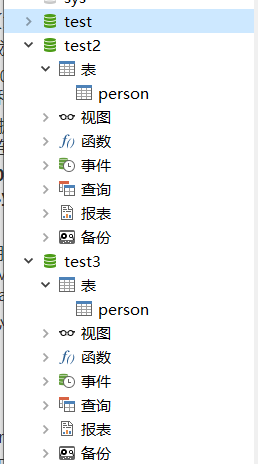 sys
test
test2
表
person
视图
f() 函数
事件
查询
报表
备份
test3
表
person
视图
f() 函数
事件
查询
报表
备份